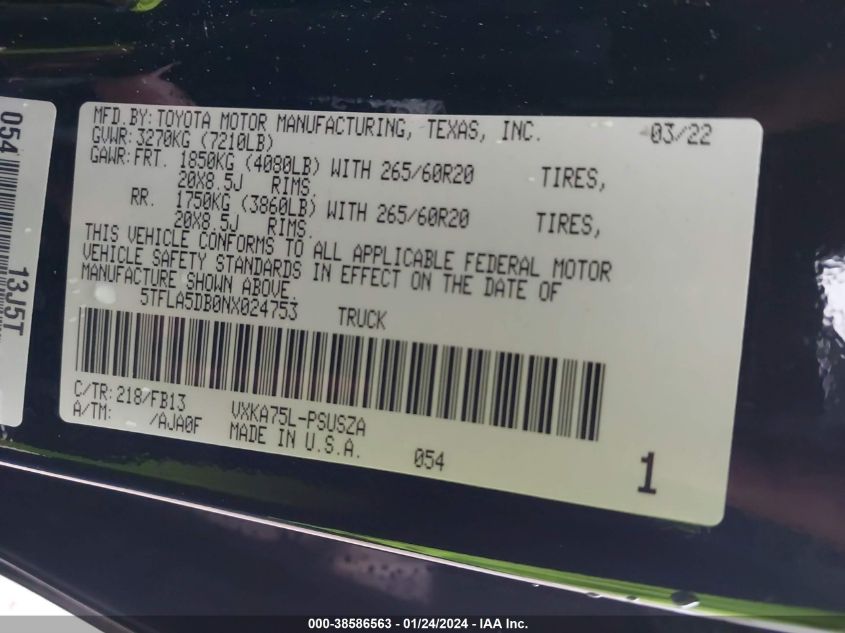 054
13J5T
MFD.BY: TOYOTA MOTOR MANUFACTURING, TEXAS, INC. 03/22
GVWR: 3270KG (7210LB)
GAWR: FRT. 1850KG (4080LB) WITH 265/60R20 TIRES,
20X8.5J RIMS.
RR. 1750KG (3860LB) WITH 265/60R20 TIRES,
20X8.5J RIMS.
THIS VEHICLE CONFORMS TO ALL APPLICABLE FEDERAL MOTOR
VEHICLE SAFETY STANDARDS IN EFFECT ON THE DATE OF
MANUFACTURE SHOWN ABOVE.
5TFLA5DB0NX024753 TRUCK
C/TR: 218/FB13 VXKA75L-PSUSZA
A/TM: /AJA0F MADE IN U.S.A. 054 1
000-38586563 - 01/24/2024 - IAA Inc.